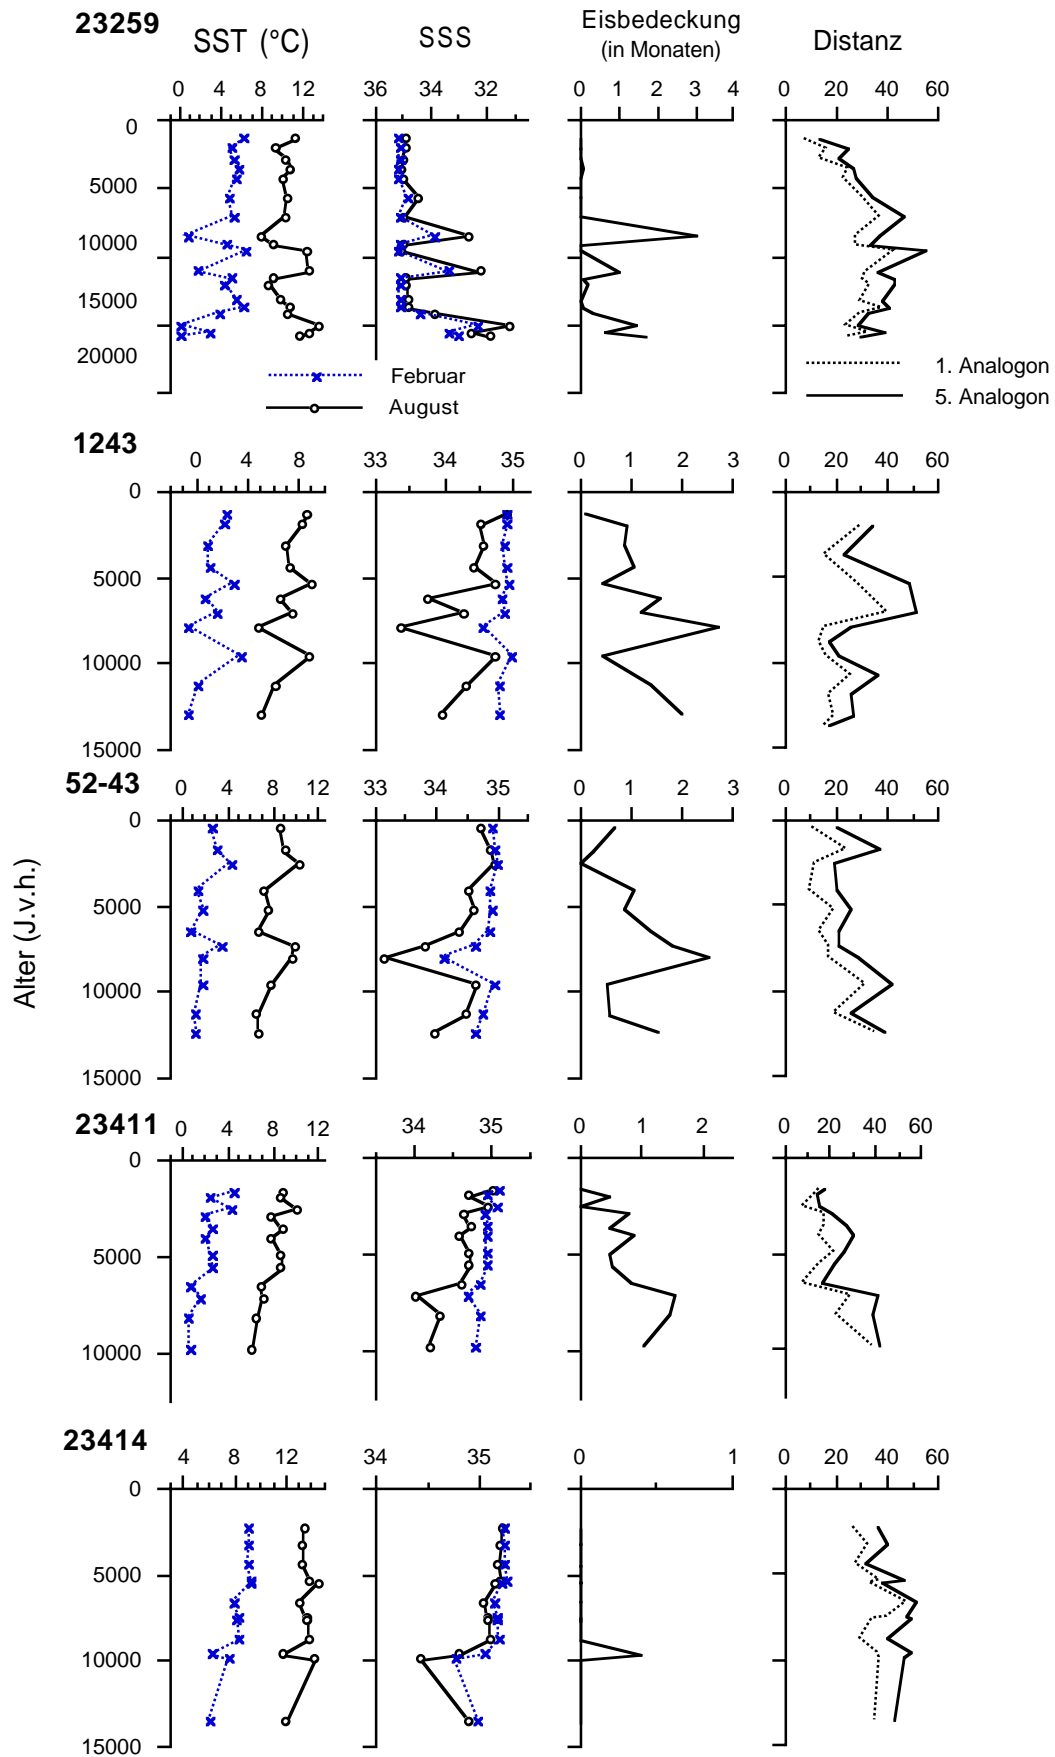 23259
SST (°C)
SSS
Eisbedeckung
(in Monaten)
Distanz
0 4 8 12
36 34 32
0 1 2 3 4
0 20 40 60
0
5000
10000
15000
20000
Februar
August
1. Analogon
5. Analogon
1243
0 4 8
33 34 35
0 1 2 3
0 20 40 60
0
5000
10000
15000
52-43
0 4 8 12
33 34 35
0 1 2 3
0 20 40 60
0
5000
10000
15000
Alter (J.v.h.)
23411
0 4 8 12
34 35
0 1 2
0 20 40 60
0
5000
10000
23414
4 8 12
34 35
0 1
0 20 40 60
0
5000
10000
15000